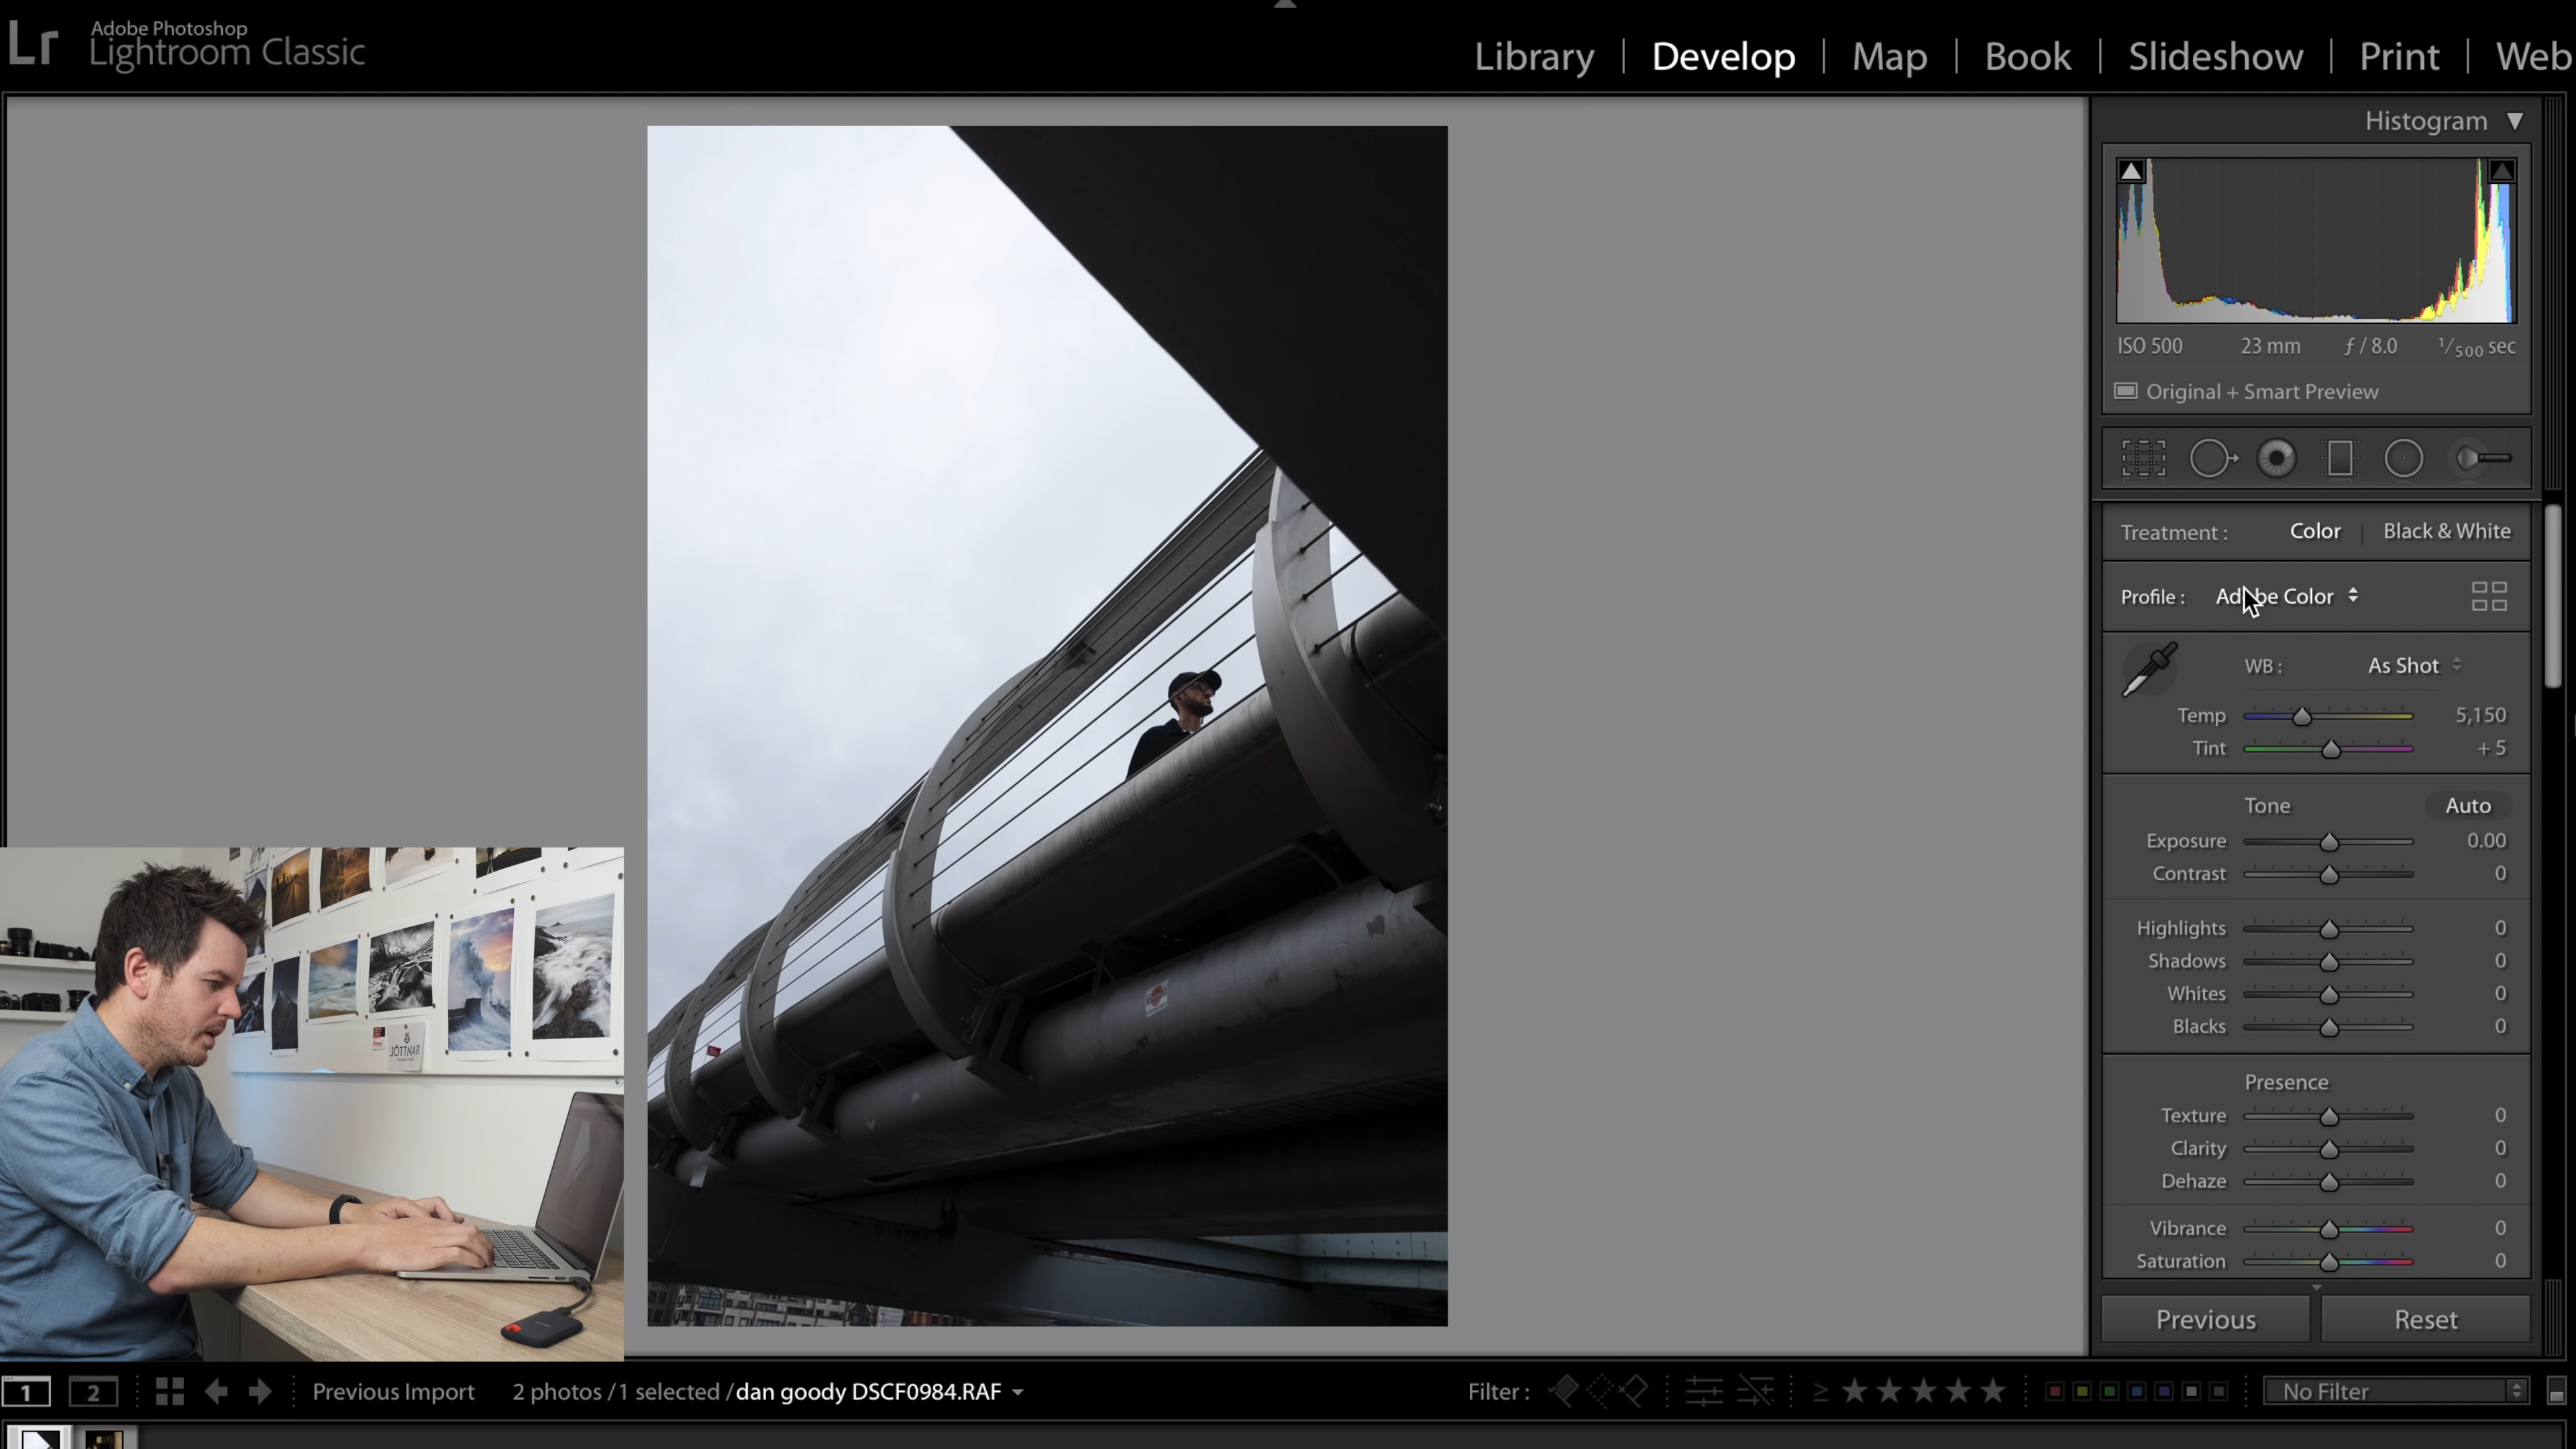 Lr
Adobe Photoshop
Lightroom Classic
Library | Develop | Map | Book | Slideshow | Print | Web
Histogram
ISO 500 23 mm ƒ / 8.0 1/500 sec
Original + Smart Preview
Treatment : Color | Black & White
Profile : Adobe Color
WB : As Shot
Temp 5,150
Tint + 5
Tone Auto
Exposure 0.00
Contrast 0
Highlights 0
Shadows 0
Whites 0
Blacks 0
Presence
Texture 0
Clarity 0
Dehaze 0
Vibrance 0
Saturation 0
Previous Reset
JÖTTNAR
1 2 Previous Import 2 photos / 1 selected / dan goody DSCF0984.RAF Filter : ≥ ★★★★★ No Filter